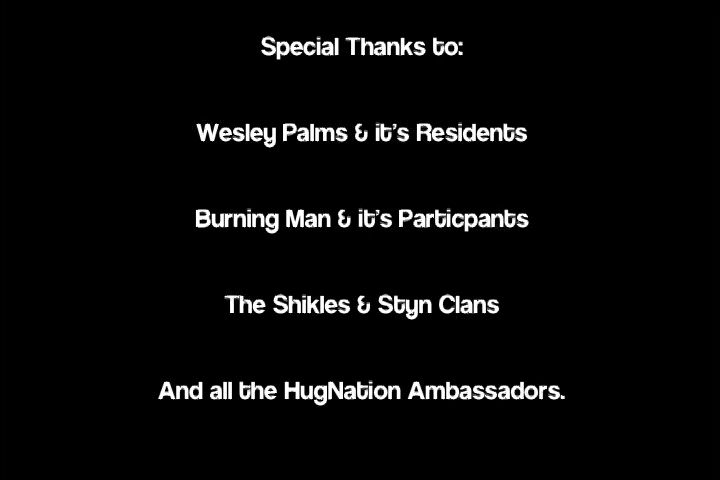 Special Thanks to:
Wesley Palms & it's Residents
Burning Man & it's Particpants
The Shikles & Styn Clans
And all the HugNation Ambassadors.